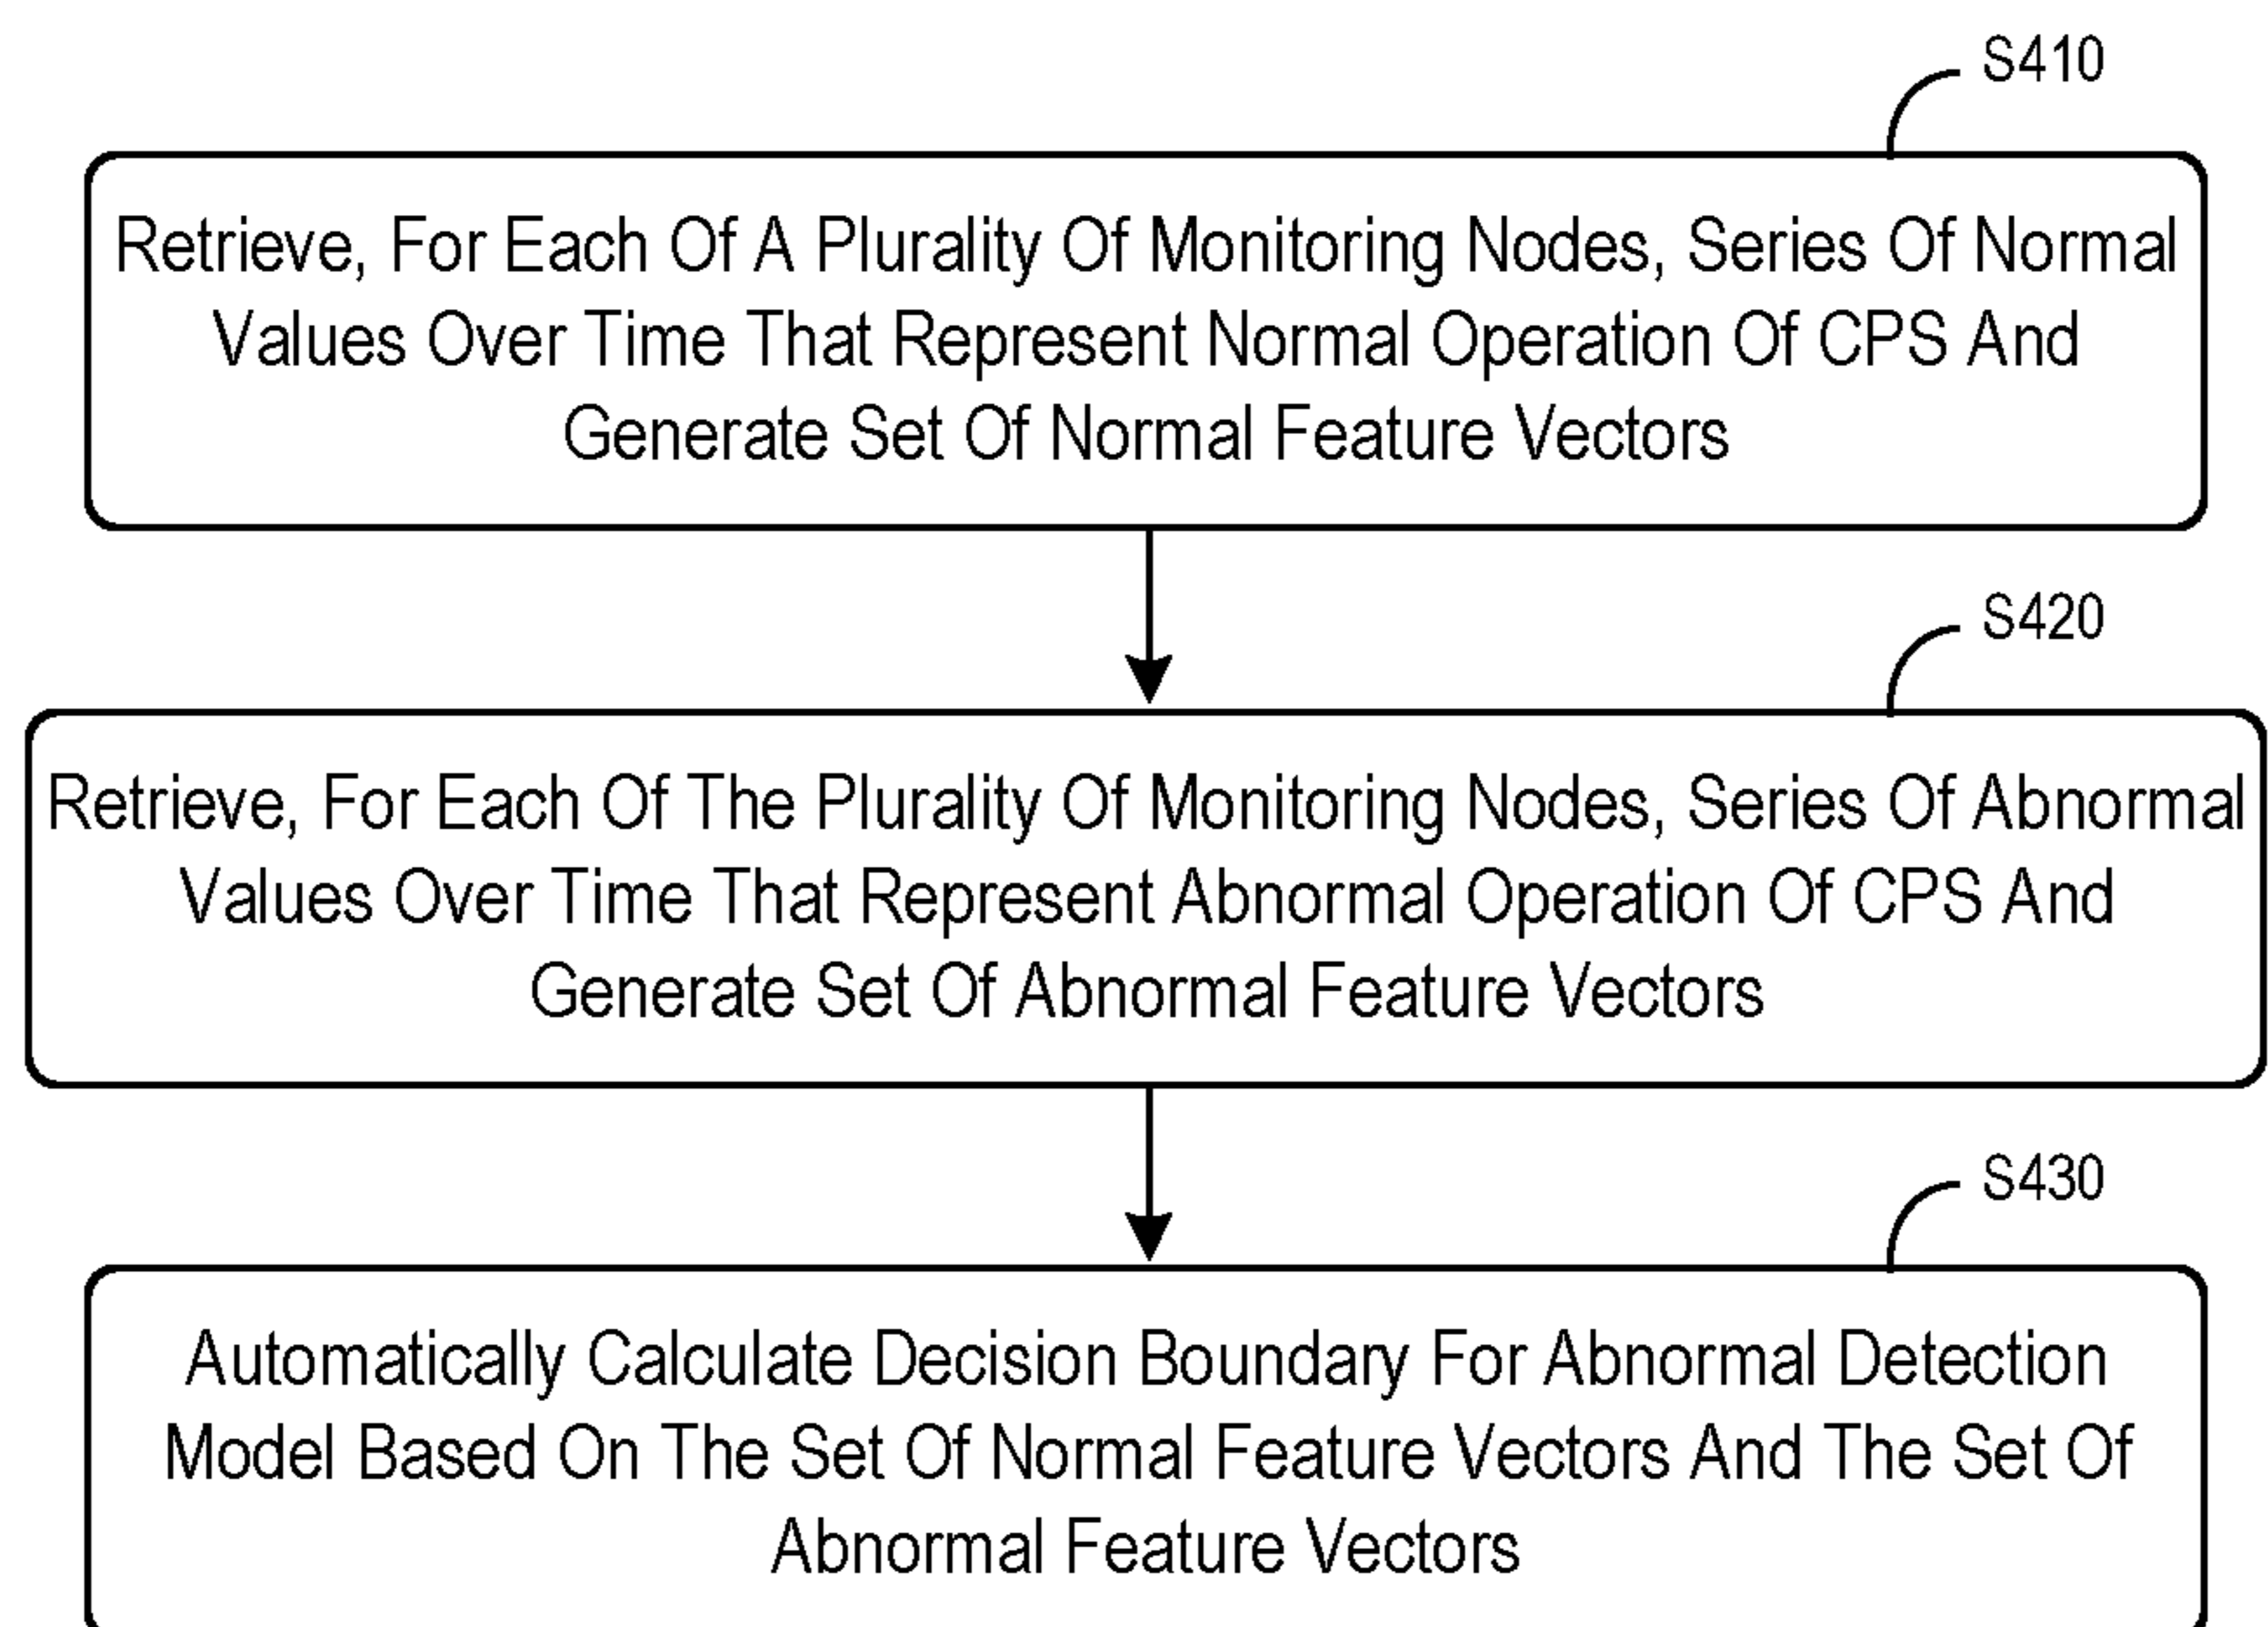 S410
Retrieve, For Each Of A Plurality Of Monitoring Nodes, Series Of Normal
Values Over Time That Represent Normal Operation Of CPS And
Generate Set Of Normal Feature Vectors
S420
Retrieve, For Each Of The Plurality Of Monitoring Nodes, Series Of Abnormal
Values Over Time That Represent Abnormal Operation Of CPS And
Generate Set Of Abnormal Feature Vectors
S430
Automatically Calculate Decision Boundary For Abnormal Detection
Model Based On The Set Of Normal Feature Vectors And The Set Of
Abnormal Feature Vectors